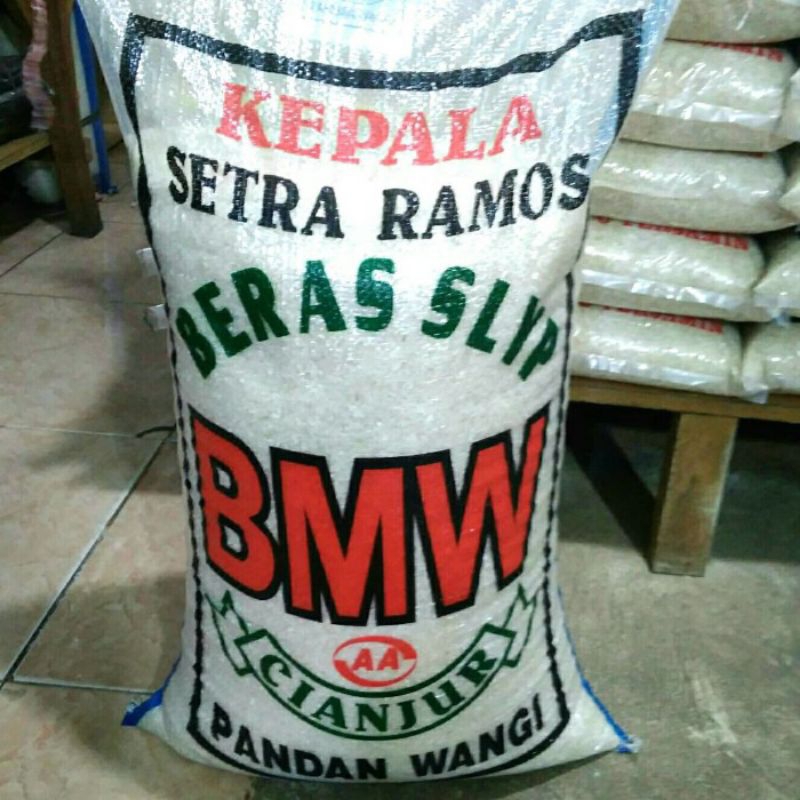 KEPALA
SETRA RAMOS
BERAS SLYP
BMW
AA
CIANJUR
PANDAN WANGI